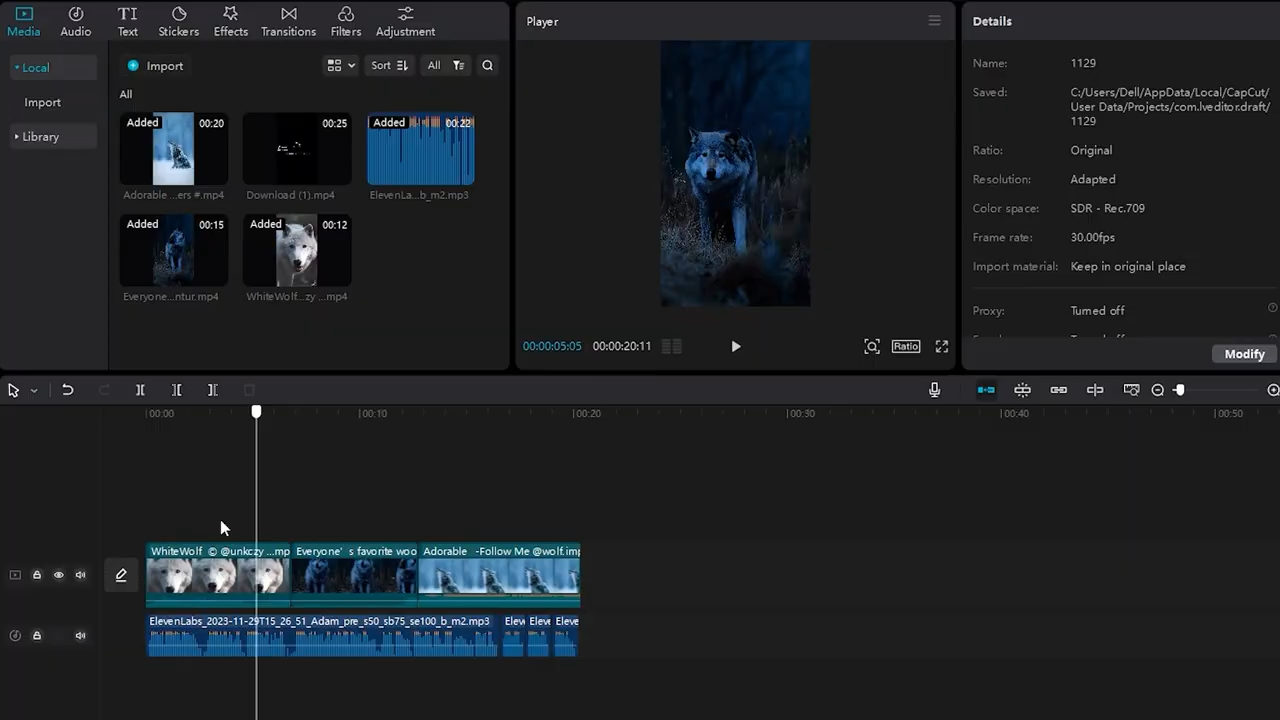 Media
Audio
Text
Stickers
Effects
Transitions
Filters
Adjustment
Local
Import
Library
Import
Sort
All
All
Added 00:20
Adorable ...ers #.mp4
00:25
Download (1).mp4
Added 00:22
ElevenLa...b_m2.mp3
Added 00:15
Everyone...ntur.mp4
Added 00:12
WhiteWolf...zy ...mp4
Player
00:00:05:05 00:00:20:11
Ratio
Details
Name: 1129
Saved: C:/Users/Dell/AppData/Local/CapCut/
User Data/Projects/com.lveditor.draft/
1129
Ratio: Original
Resolution: Adapted
Color space: SDR - Rec.709
Frame rate: 30.00fps
Import material: Keep in original place
Proxy: Turned off
Modify
00:00 00:10 00:20 00:30 00:40 00:50
WhiteWolf © @unkczy ...mp
Everyone' s favorite woo
Adorable -Follow Me @wolf.imp
ElevenLabs_2023-11-29T15_26_51_Adam_pre_s50_sb75_se100_b_m2.mp3
Elev
Eleve
Eleve